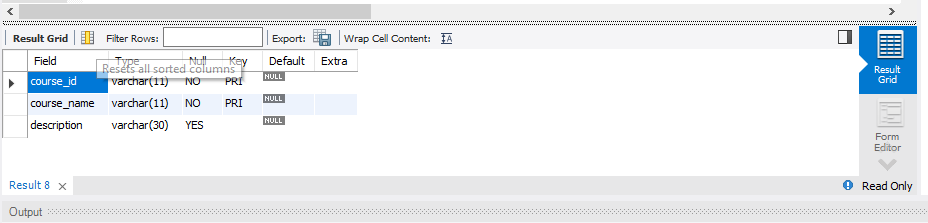 Result Grid Filter Rows: Export: Wrap Cell Content: IA
Field Type Null Key Default Extra
Resets all sorted columns
course_id varchar(11) NO PRI NULL
course_name varchar(11) NO PRI NULL
description varchar(30) YES NULL
Result
Grid
Form
Editor
Result 8 × Read Only
Output